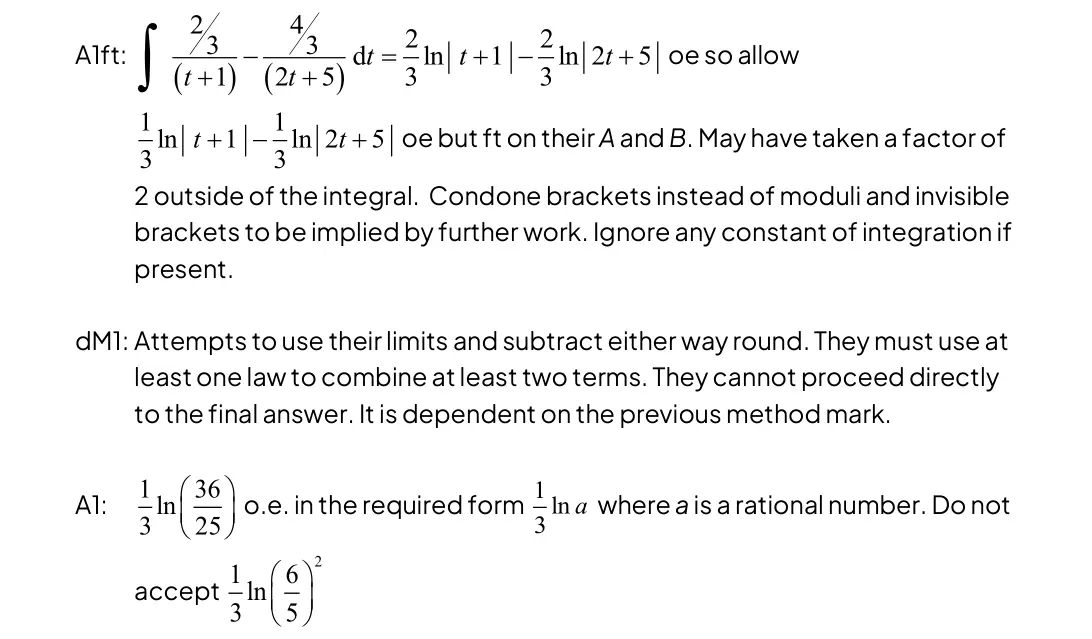 A1ft: ∫ (2/3)/(t+1) − (4/3)/(2t+5) dt = 2/3 ln|t+1| − 2/3 ln|2t+5| oe so allow
1/3 ln|t+1| − 1/3 ln|2t+5| oe but ft on their A and B. May have taken a factor of
2 outside of the integral. Condone brackets instead of moduli and invisible
brackets to be implied by further work. Ignore any constant of integration if
present.
dM1: Attempts to use their limits and subtract either way round. They must use at
least one law to combine at least two terms. They cannot proceed directly
to the final answer. It is dependent on the previous method mark.
A1: 1/3 ln(36/25) o.e. in the required form 1/3 ln a where a is a rational number. Do not
accept 1/3 ln(6/5)²